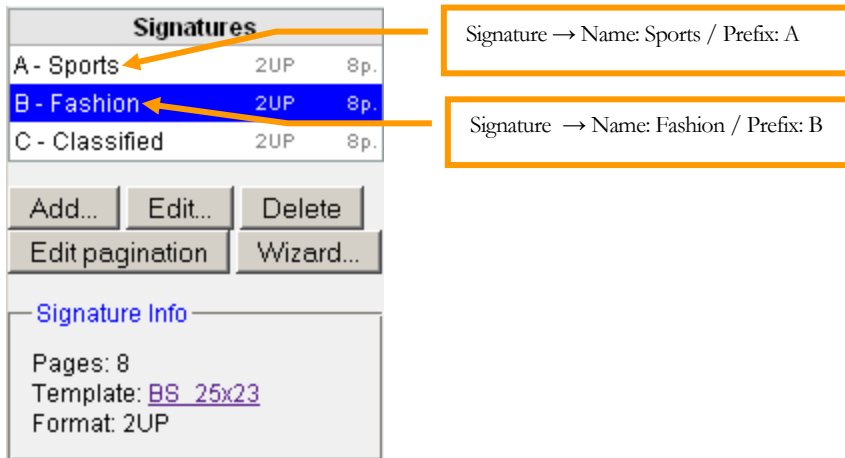 Signatures
A - Sports 2UP 8p.
B - Fashion 2UP 8p.
C - Classified 2UP 8p.
Add... Edit... Delete
Edit pagination Wizard...
Signature Info
Pages: 8
Template: BS_25x23
Format: 2UP
Signature → Name: Sports / Prefix: A
Signature → Name: Fashion / Prefix: B